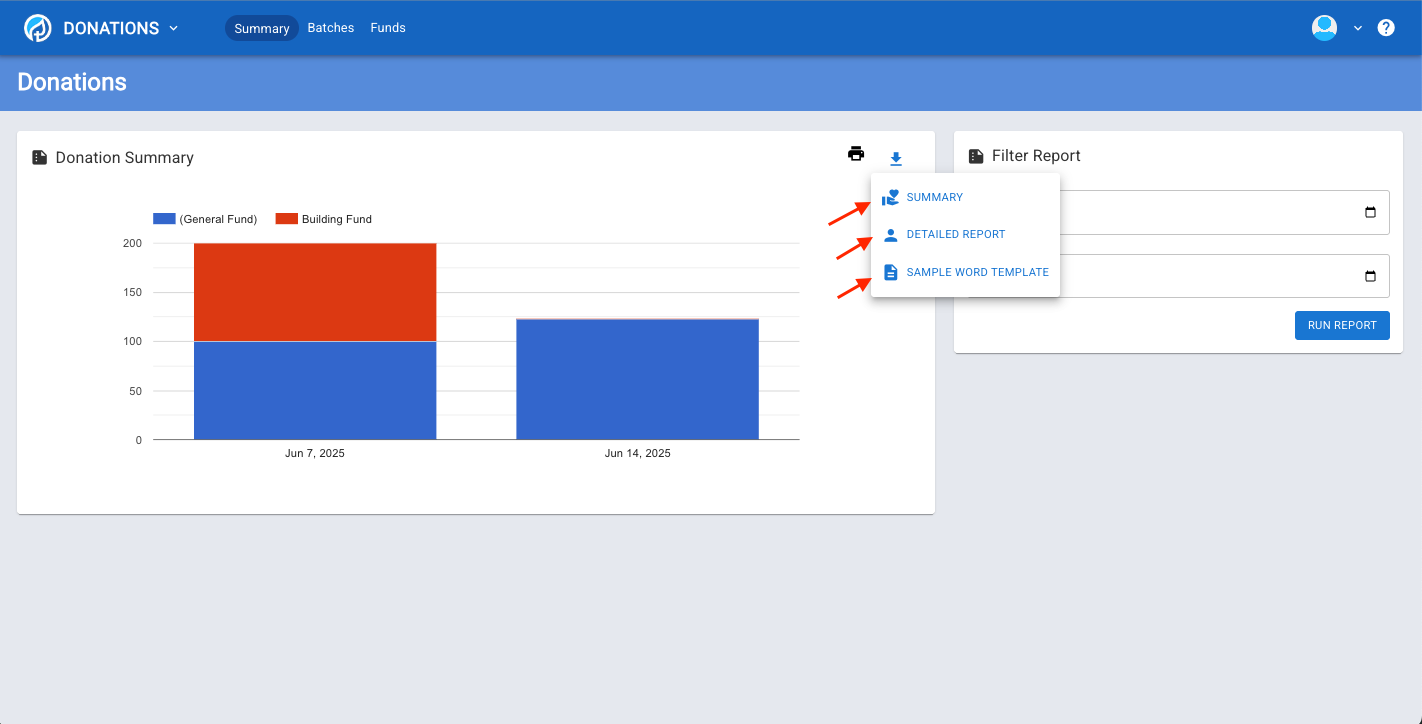 DONATIONS
Summary
Batches
Funds
?
Donations
Donation Summary
SUMMARY
DETAILED REPORT
SAMPLE WORD TEMPLATE
(General Fund)
Building Fund
200
150
100
50
0
Jun 7, 2025
Jun 14, 2025
Filter Report
RUN REPORT